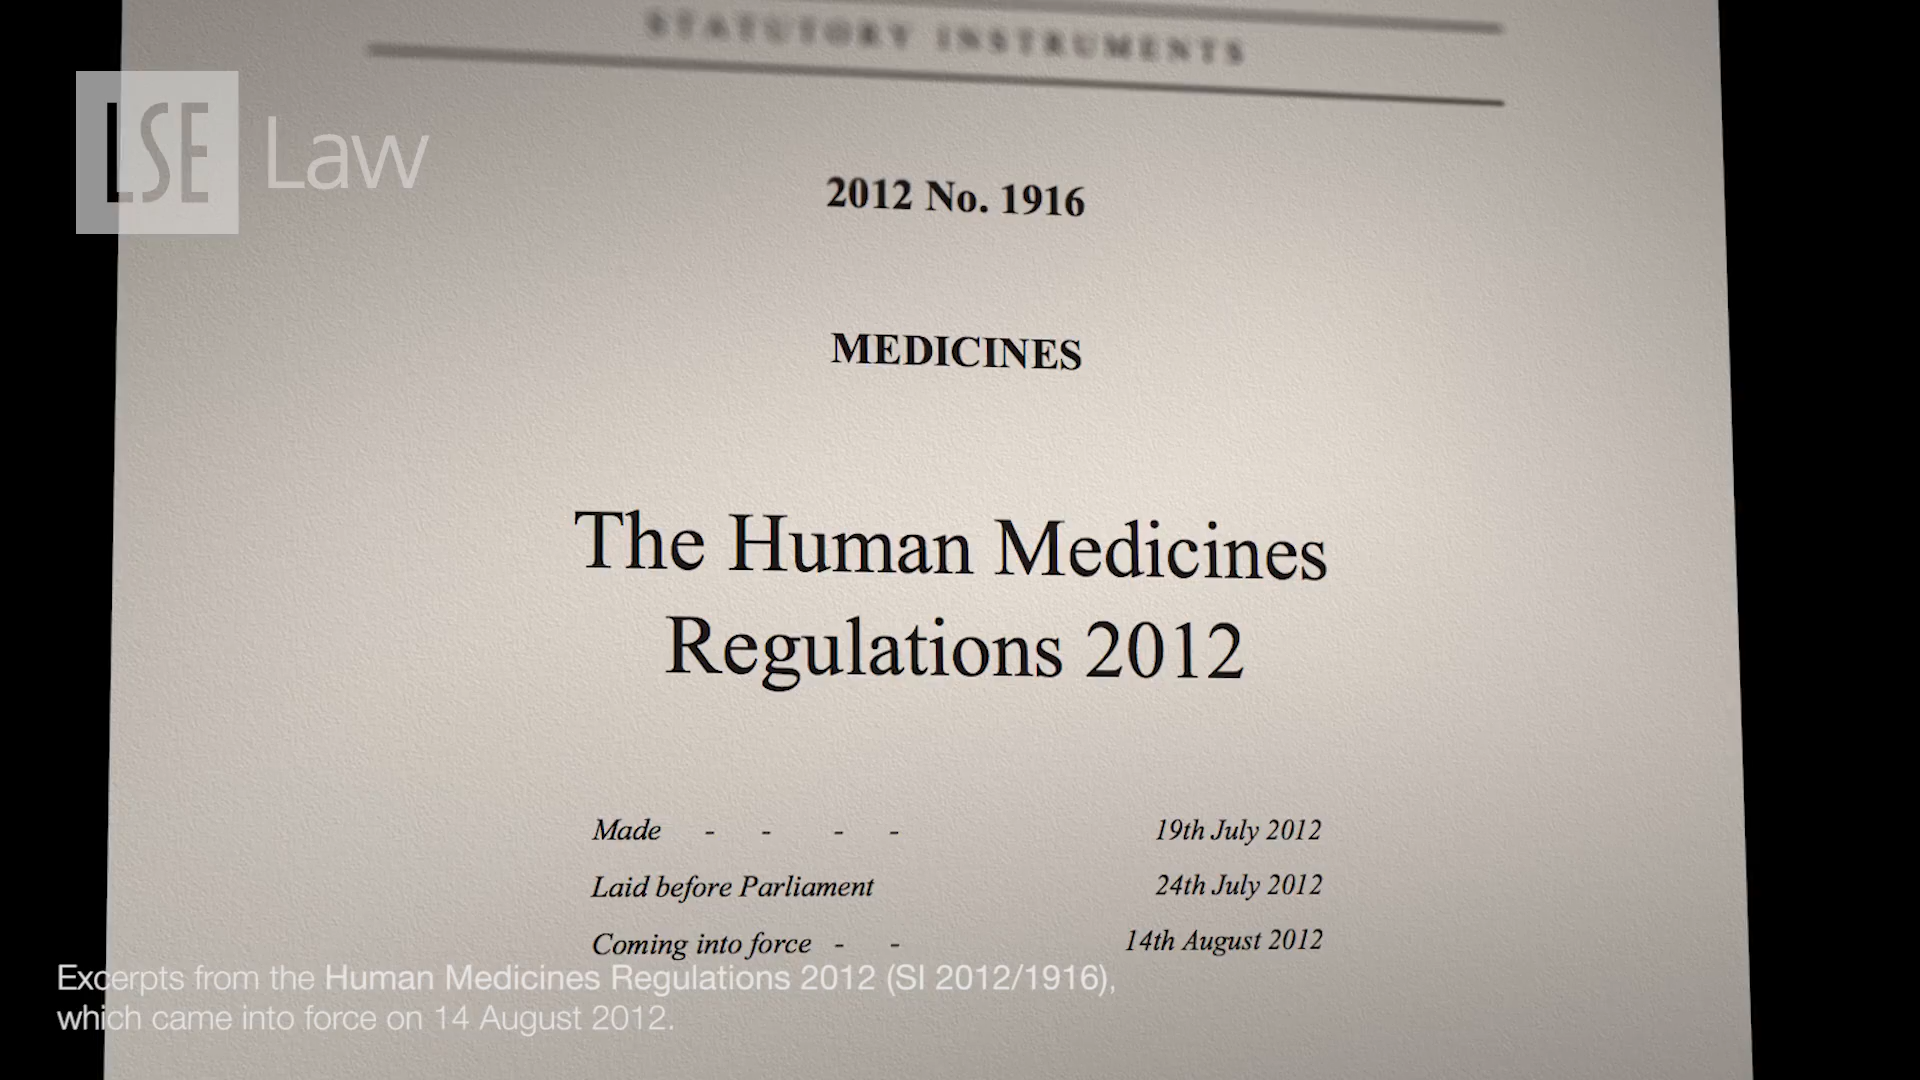 STATUTORY INSTRUMENTS
LSE Law
2012 No. 1916
MEDICINES
The Human Medicines
Regulations 2012
Made - - - - 19th July 2012
Laid before Parliament 24th July 2012
Coming into force - - 14th August 2012
Excerpts from the Human Medicines Regulations 2012 (SI 2012/1916),
which came into force on 14 August 2012.